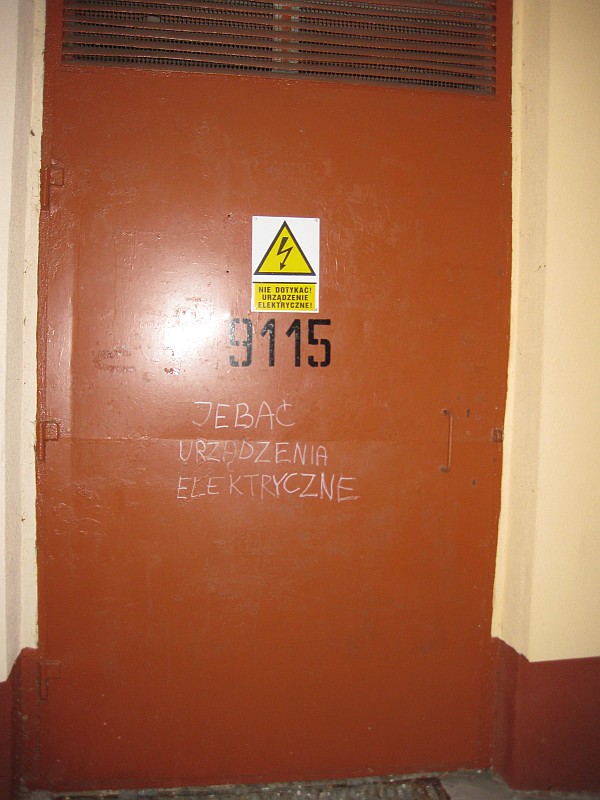 NIE DOTYKAĆ!
URZĄDZENIE
ELEKTRYCZNE!
9115
JEBAĆ
URZĄDZENIA
ELEKTRYCZNE